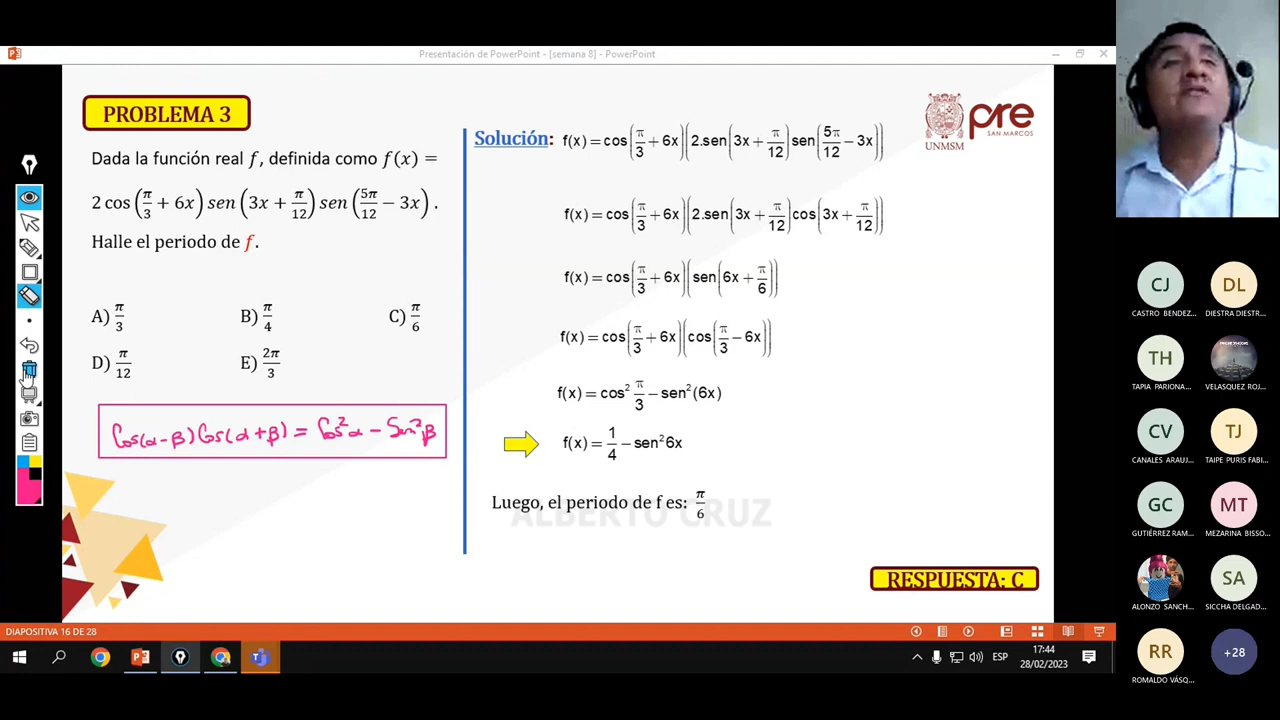 Presentación de PowerPoint - [semana 8] - PowerPoint
PROBLEMA 3
Dada la función real f, definida como f(x) =
2 cos (π/3 + 6x) sen (3x + π/12) sen (5π/12 − 3x) .
Halle el periodo de f.
A) π/3 B) π/4 C) π/6
D) π/12 E) 2π/3
Cos(α-β) Cos(α+β) = Cos²α - Sen²β
Solución: f(x) = cos(π/3 + 6x)(2.sen(3x + π/12)sen(5π/12 − 3x))
f(x) = cos(π/3 + 6x)(2.sen(3x + π/12)cos(3x + π/12))
f(x) = cos(π/3 + 6x)(sen(6x + π/6))
f(x) = cos(π/3 + 6x)(cos(π/3 − 6x))
f(x) = cos² π/3 − sen²(6x)
f(x) = 1/4 − sen²6x
Luego, el periodo de f es: π/6
ALBERTO CRUZ
RESPUESTA: C
UNMSM
pre
SAN MARCOS
DIAPOSITIVA 16 DE 28
ESP
17:44
28/02/2023
CJ
CASTRO BENDEZ...
DL
DIESTRA DIESTR...
TH
TAPIA PARIONA...
VELASQUEZ ROJ...
CV
CANALES ARAUJ...
TJ
TAIPE PURIS FABI...
GC
GUTIÉRREZ RAM...
MT
MEZARINA BISSO...
ALONZO SANCH...
SA
SICCHA DELGAD...
RR
ROMALDO VÁSQ...
+28